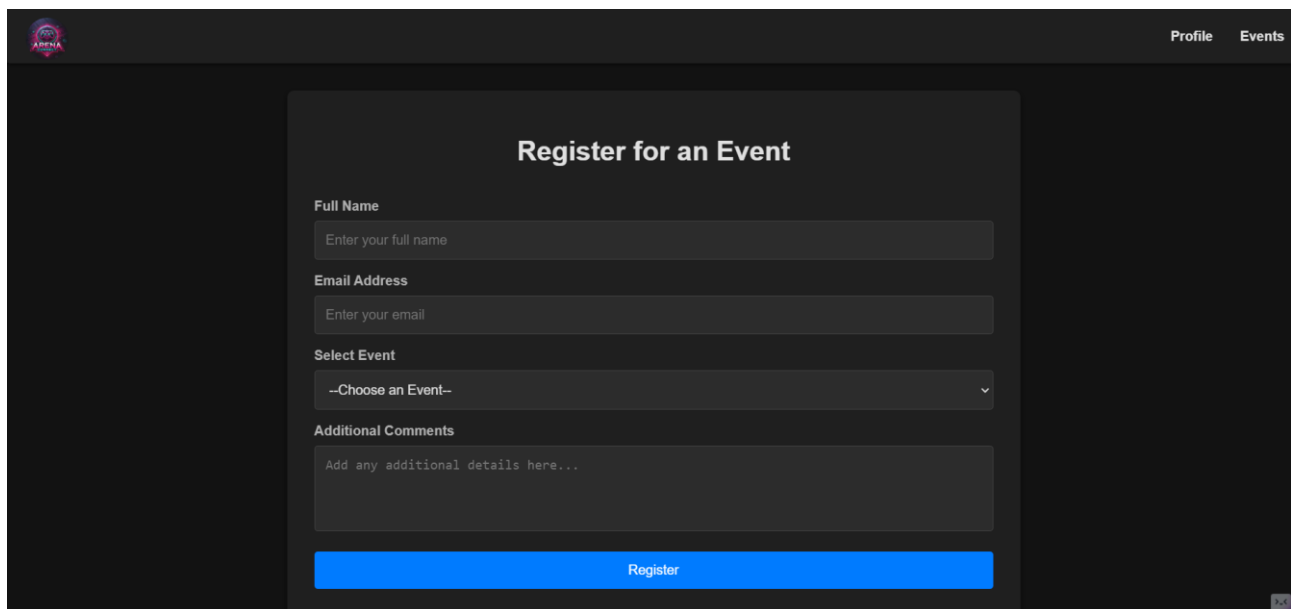 ARENA
Profile Events
Register for an Event
Full Name
Enter your full name
Email Address
Enter your email
Select Event
--Choose an Event--
Additional Comments
Add any additional details here...
Register